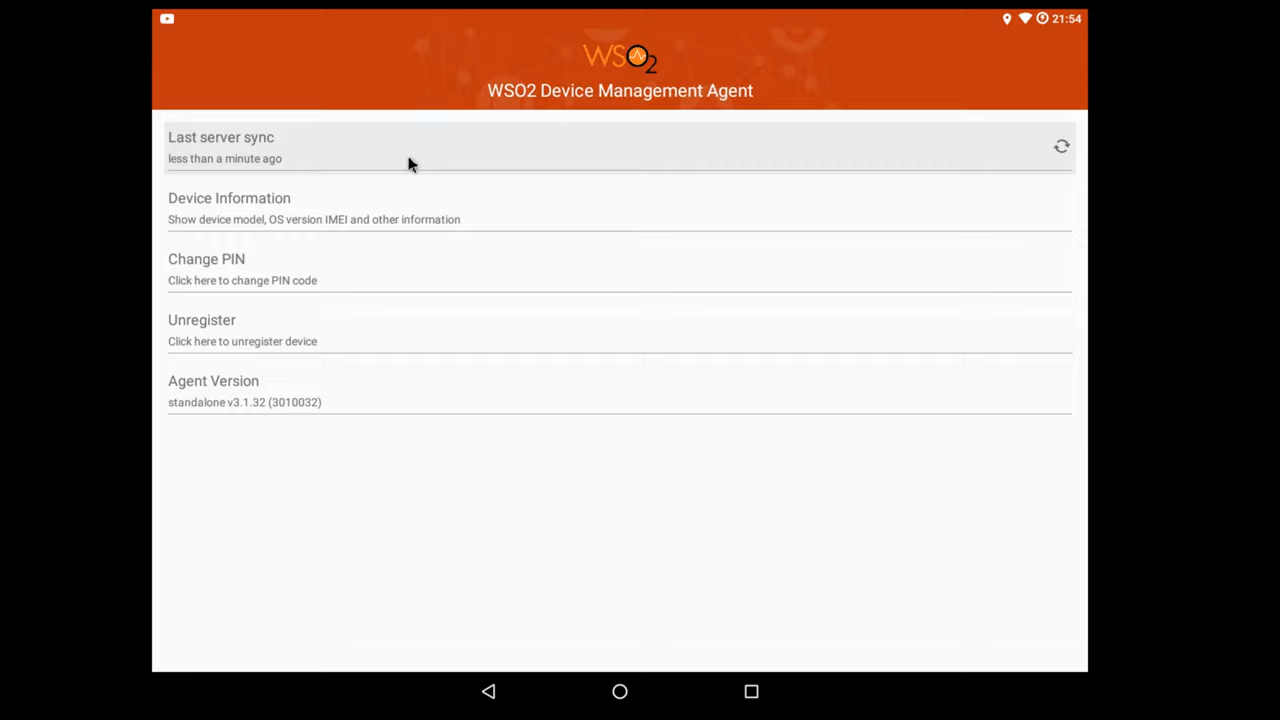 21:54
WSO2
WSO2 Device Management Agent
Last server sync
less than a minute ago
Device Information
Show device model, OS version IMEI and other information
Change PIN
Click here to change PIN code
Unregister
Click here to unregister device
Agent Version
standalone v3.1.32 (3010032)